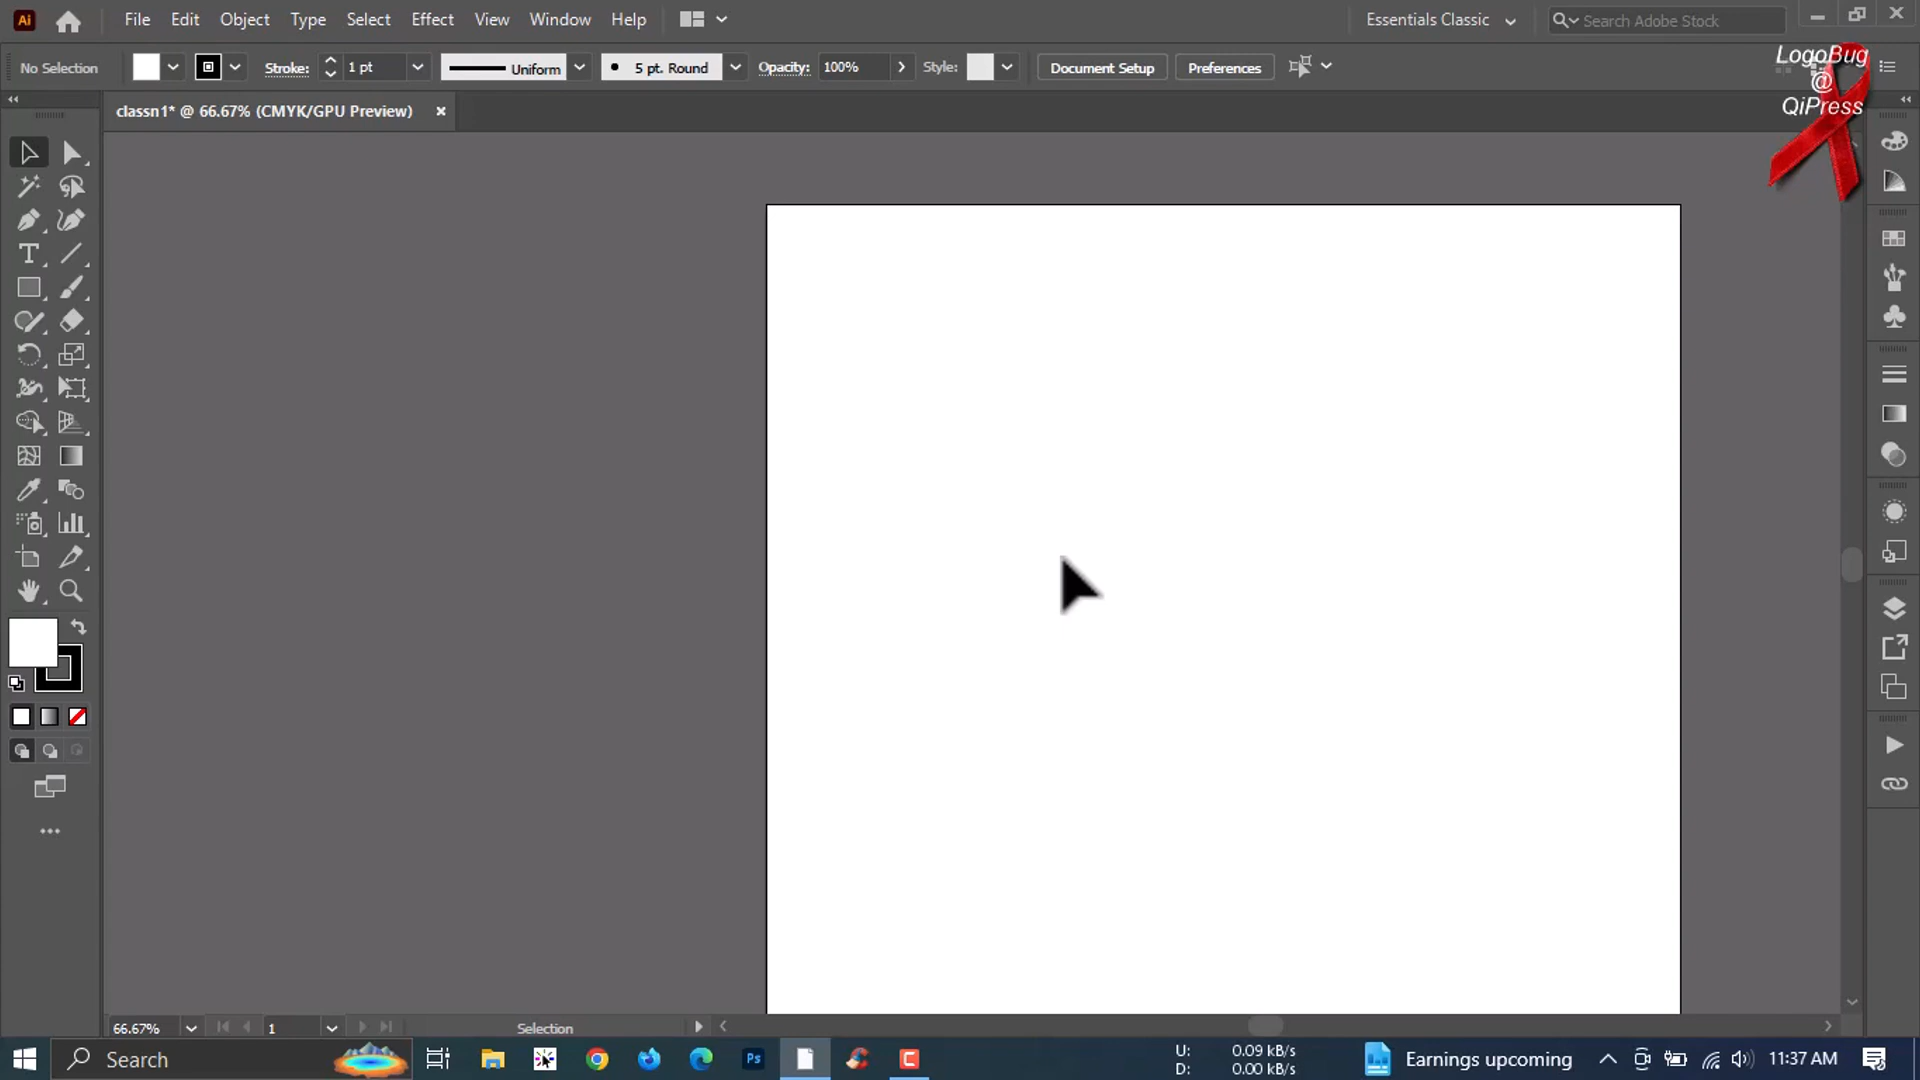 Ai File Edit Object Type Select Effect View Window Help Essentials Classic Search Adobe Stock
No Selection Stroke: 1 pt Uniform 5 pt. Round Opacity: 100% Style: Document Setup Preferences
LogoBug
@
QiPress
classn1* @ 66.67% (CMYK/GPU Preview) ×
66.67% 1 Selection
Search Ps C U: 0.09 kB/s Earnings upcoming 11:37 AM
D: 0.00 kB/s